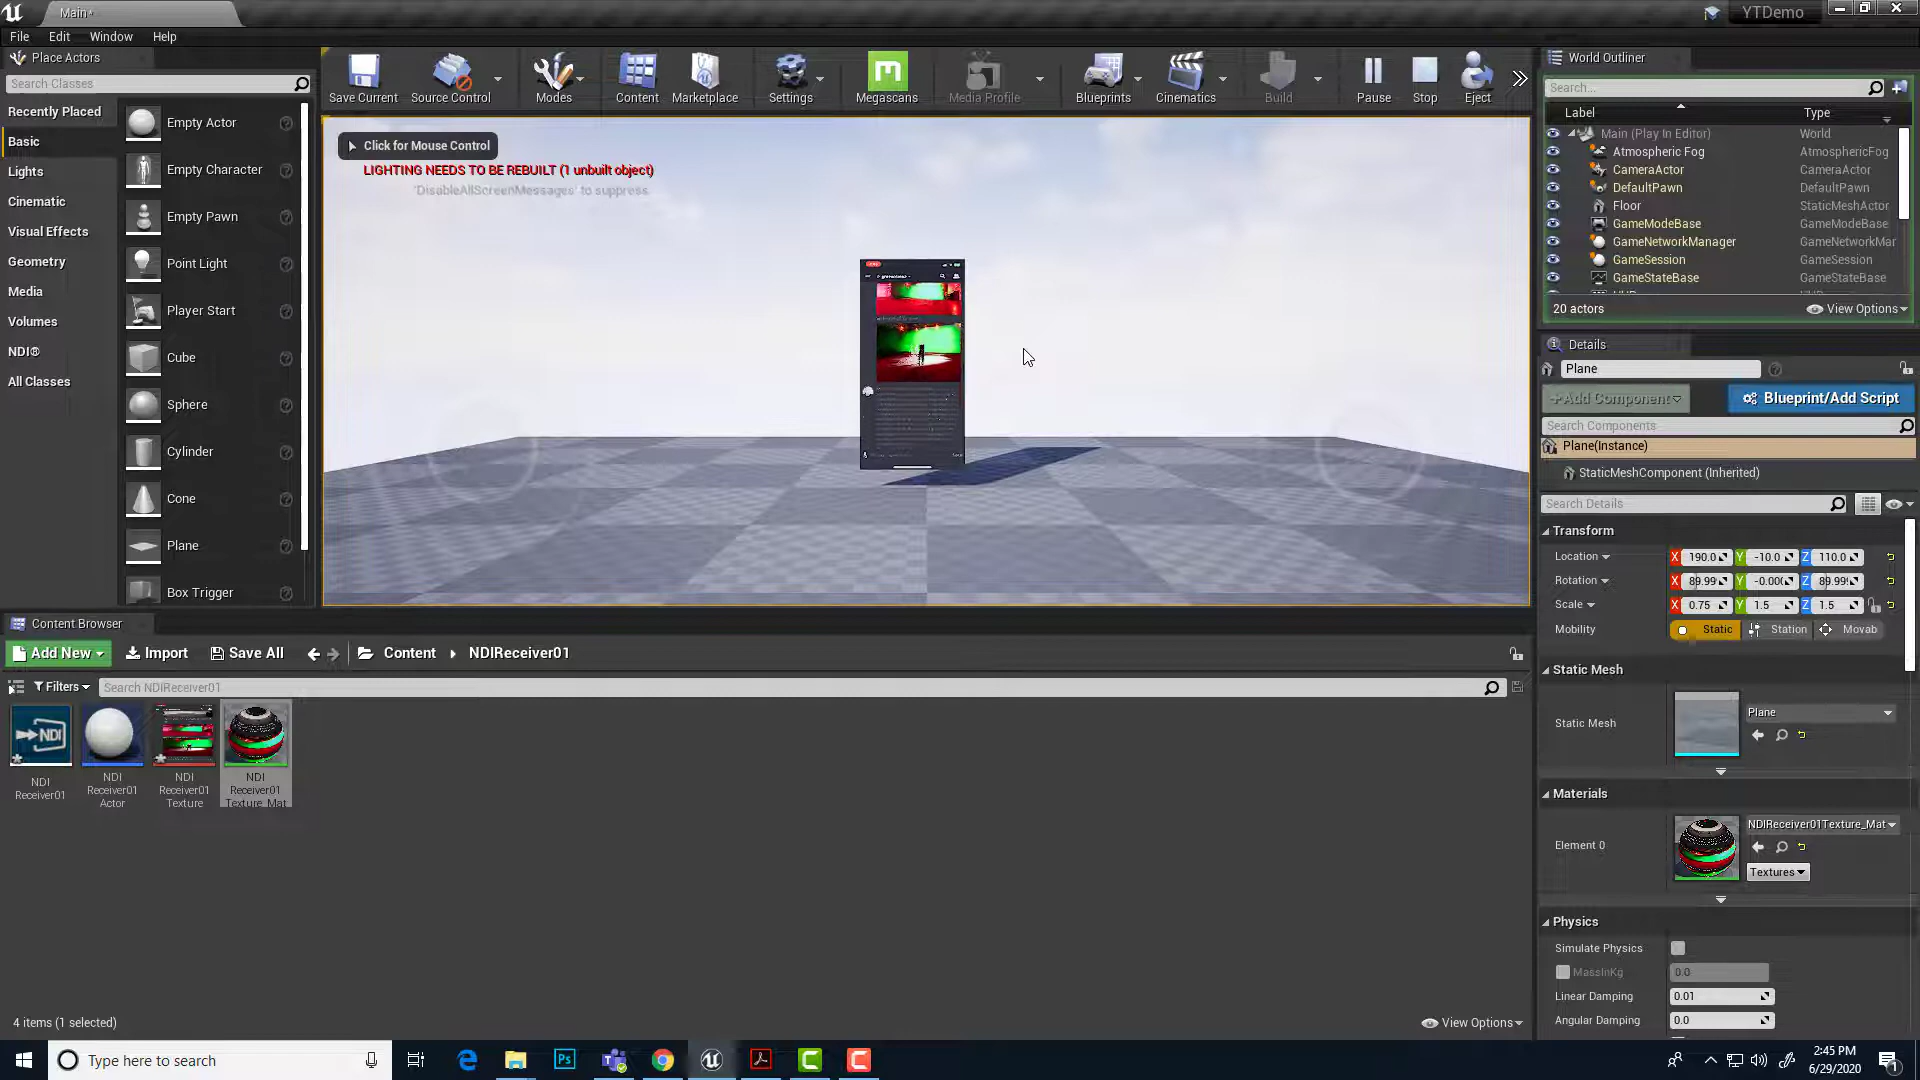 Main*
YTDemo
File Edit Window Help
Place Actors
Search Classes
Recently Placed
Basic
Lights
Cinematic
Visual Effects
Geometry
Media
Volumes
NDI®
All Classes
Empty Actor
Empty Character
Empty Pawn
Point Light
Player Start
Cube
Sphere
Cylinder
Cone
Plane
Box Trigger
Save Current Source Control Modes Content Marketplace Settings Megascans Media Profile Blueprints Cinematics Build Pause Stop Eject
Click for Mouse Control
LIGHTING NEEDS TO BE REBUILT (1 unbuilt object)
'DisableAllScreenMessages' to suppress
World Outliner
Search...
Label Type
Main (Play In Editor) World
Atmospheric Fog AtmosphericFog
CameraActor CameraActor
DefaultPawn DefaultPawn
Floor StaticMeshActor
GameModeBase GameModeBase
GameNetworkManager GameNetworkMar
GameSession GameSession
GameStateBase GameStateBase
20 actors View Options
Details
Plane
+Add Component Blueprint/Add Script
Search Components
Plane(Instance)
StaticMeshComponent (Inherited)
Search Details
Transform
Location X 190.0 Y -10.0 Z 110.0
Rotation X 89.99 Y -0.00 Z 89.99
Scale X 0.75 Y 1.5 Z 1.5
Mobility Static Station Movab
Static Mesh
Static Mesh Plane
Materials
Element 0 NDIReceiver01Texture_Mat
Textures
Physics
Simulate Physics
MassInKg 0.0
Linear Damping 0.01
Angular Damping 0.0
Content Browser
Add New Import Save All Content NDIReceiver01
Filters Search NDIReceiver01
NDI Receiver01
NDI Receiver01 Actor
NDI Receiver01 Texture
NDI Receiver01 Texture_Mat
4 items (1 selected) View Options
Type here to search
2:45 PM
6/29/2020